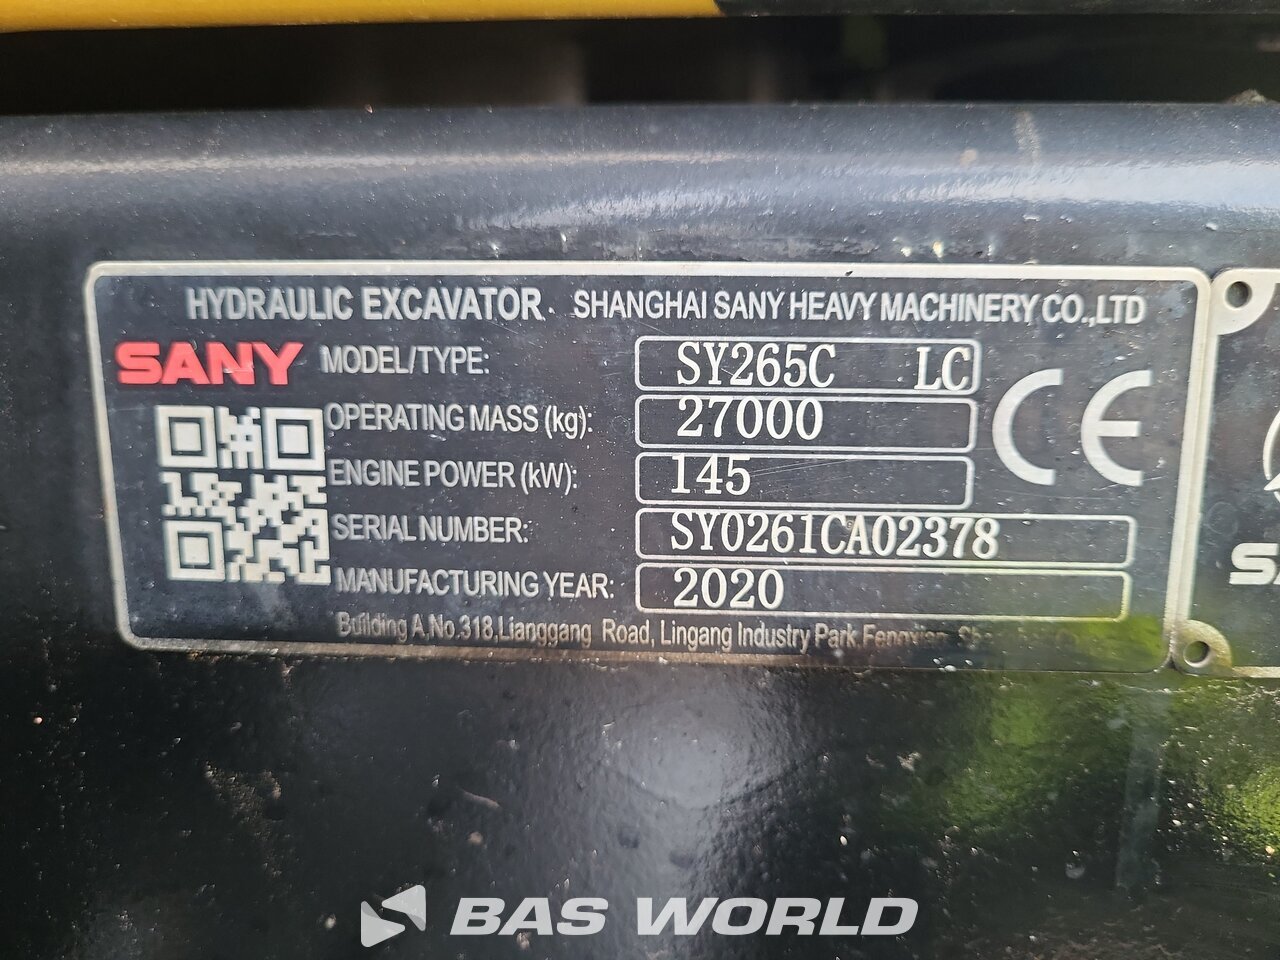 HYDRAULIC EXCAVATOR. SHANGHAI SANY HEAVY MACHINERY CO.,LTD
SANY MODEL/TYPE: SY265C LC
OPERATING MASS (kg): 27000
ENGINE POWER (kW): 145
SERIAL NUMBER: SY0261CA02378
MANUFACTURING YEAR: 2020
CE
Building A,No.318,Lianggang Road, Lingang Industry Park
BAS WORLD